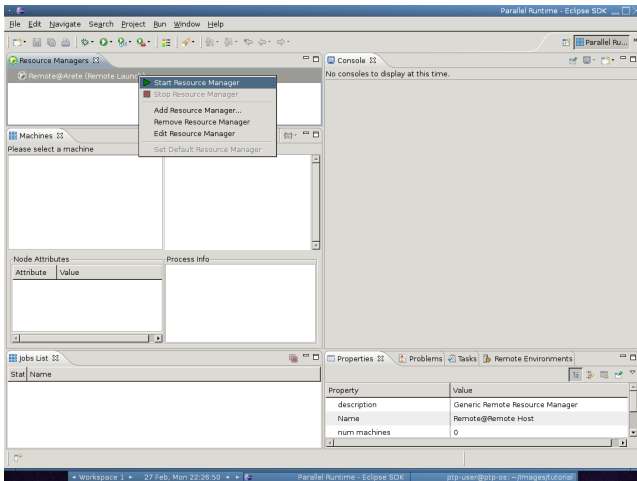 Parallel Runtime - Eclipse SDK
File Edit Navigate Search Project Run Window Help
Parallel Ru...
Resource Managers
Remote@Arete (Remote Launch)
Start Resource Manager
Stop Resource Manager
Add Resource Manager...
Remove Resource Manager
Edit Resource Manager
Set Default Resource Manager
Console
No consoles to display at this time.
Machines
Please select a machine
Node Attributes
Attribute Value
Process Info
Jobs List
Stat Name
Properties Problems Tasks Remote Environments
Property Value
description Generic Remote Resource Manager
Name Remote@Remote Host
num machines 0
Workspace 1 27 Feb, Mon 22:26:50 Parallel Runtime - Eclipse SDK ptp-user@ptp-os: ~/Images/tutorial